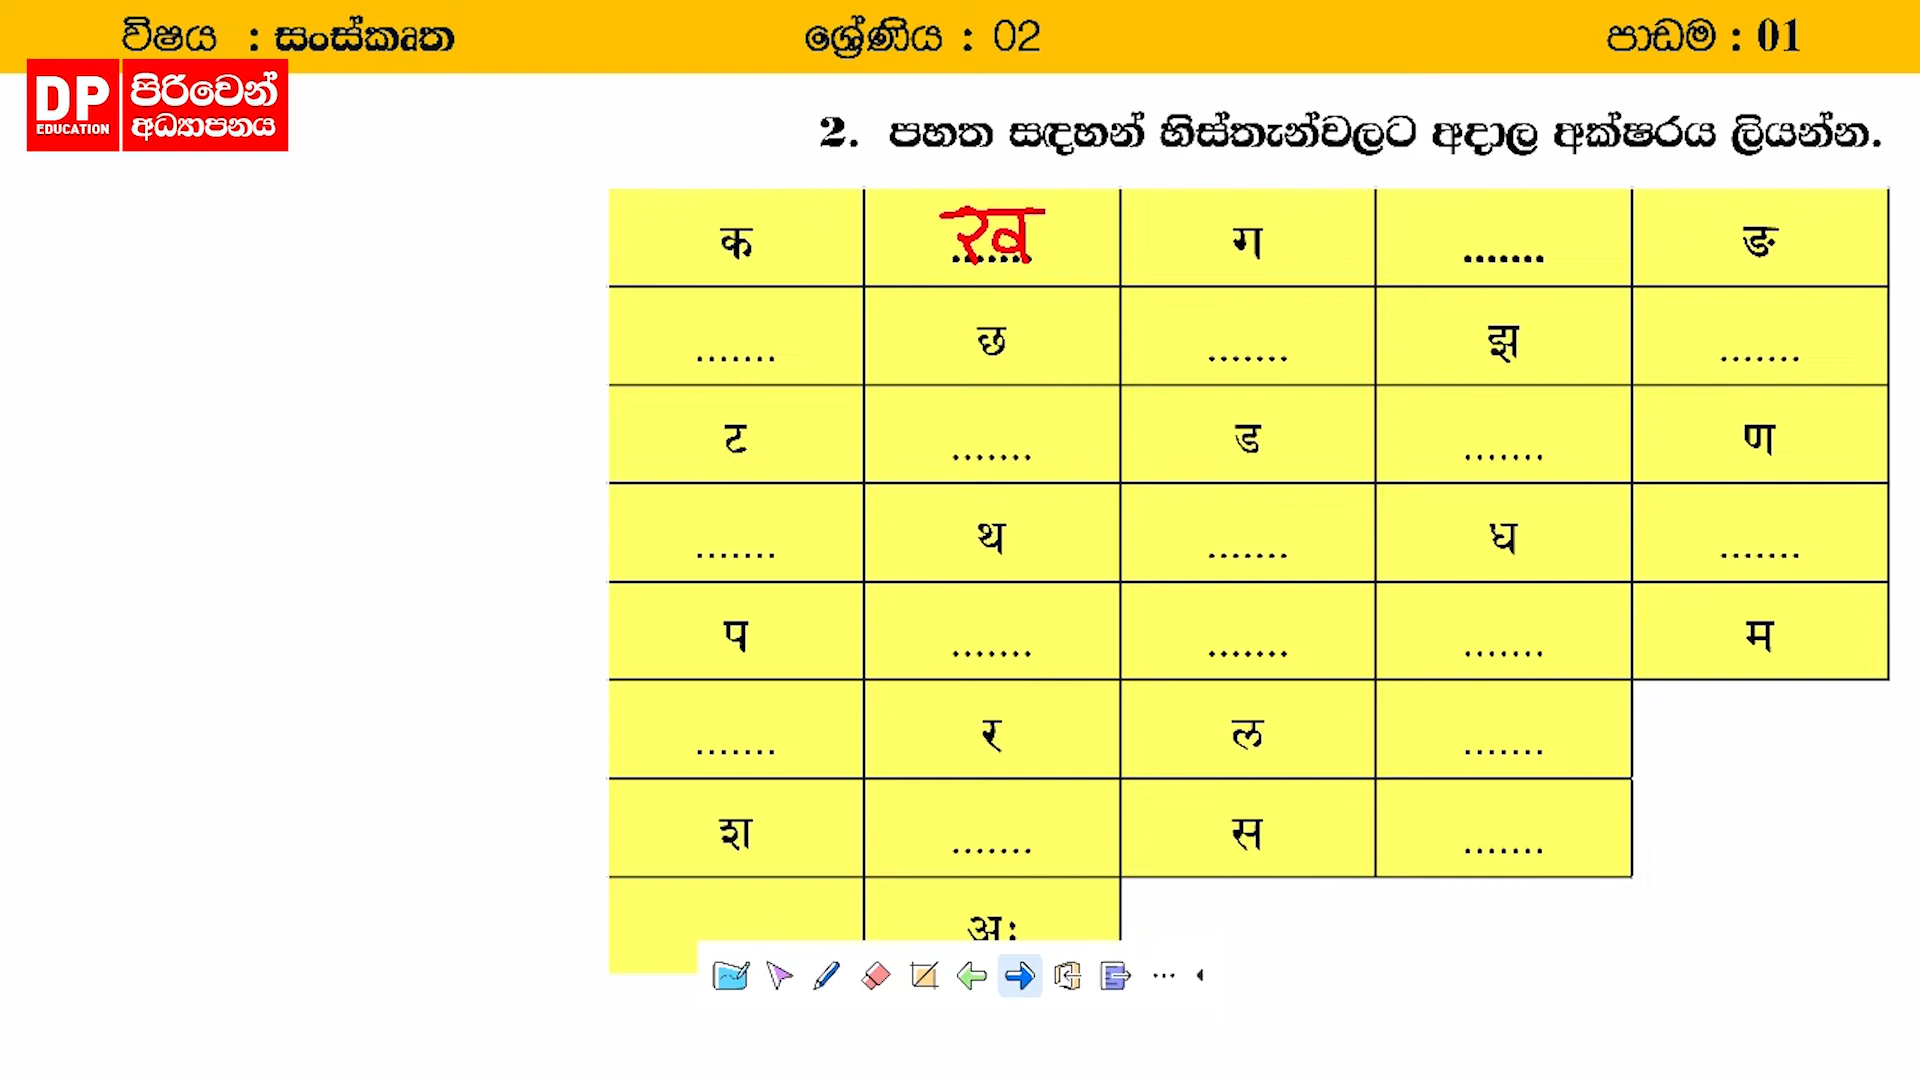 විෂය : සංස්කෘත ශ්‍රේණිය : 02 පාඩම : 01
DP EDUCATION පිරිවෙන් අධ්‍යාපනය
2. පහත සඳහන් හිස්තැන්වලට අදාල අක්ෂරය ලියන්න.
क ख ग ....... ङ
....... छ ....... झ .......
ट ....... ड ....... ण
....... थ ....... ध .......
प ....... ....... ....... म
....... र ल .......
श ....... स .......
अः